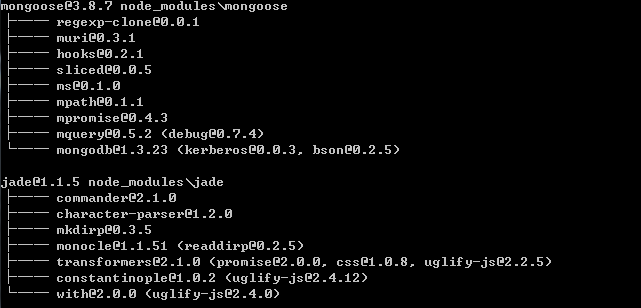 mongoose@3.8.7 node_modules\mongoose
├── regexp-clone@0.0.1
├── muri@0.3.1
├── hooks@0.2.1
├── sliced@0.0.5
├── ms@0.1.0
├── mpath@0.1.1
├── mpromise@0.4.3
├── mquery@0.5.2 (debug@0.7.4)
└── mongodb@1.3.23 (kerberos@0.0.3, bson@0.2.5)
jade@1.1.5 node_modules\jade
├── commander@2.1.0
├── character-parser@1.2.0
├── mkdirp@0.3.5
├── monocle@1.1.51 (readdirp@0.2.5)
├── transformers@2.1.0 (promise@2.0.0, css@1.0.8, uglify-js@2.2.5)
├── constantinople@1.0.2 (uglify-js@2.4.12)
└── with@2.0.0 (uglify-js@2.4.0)